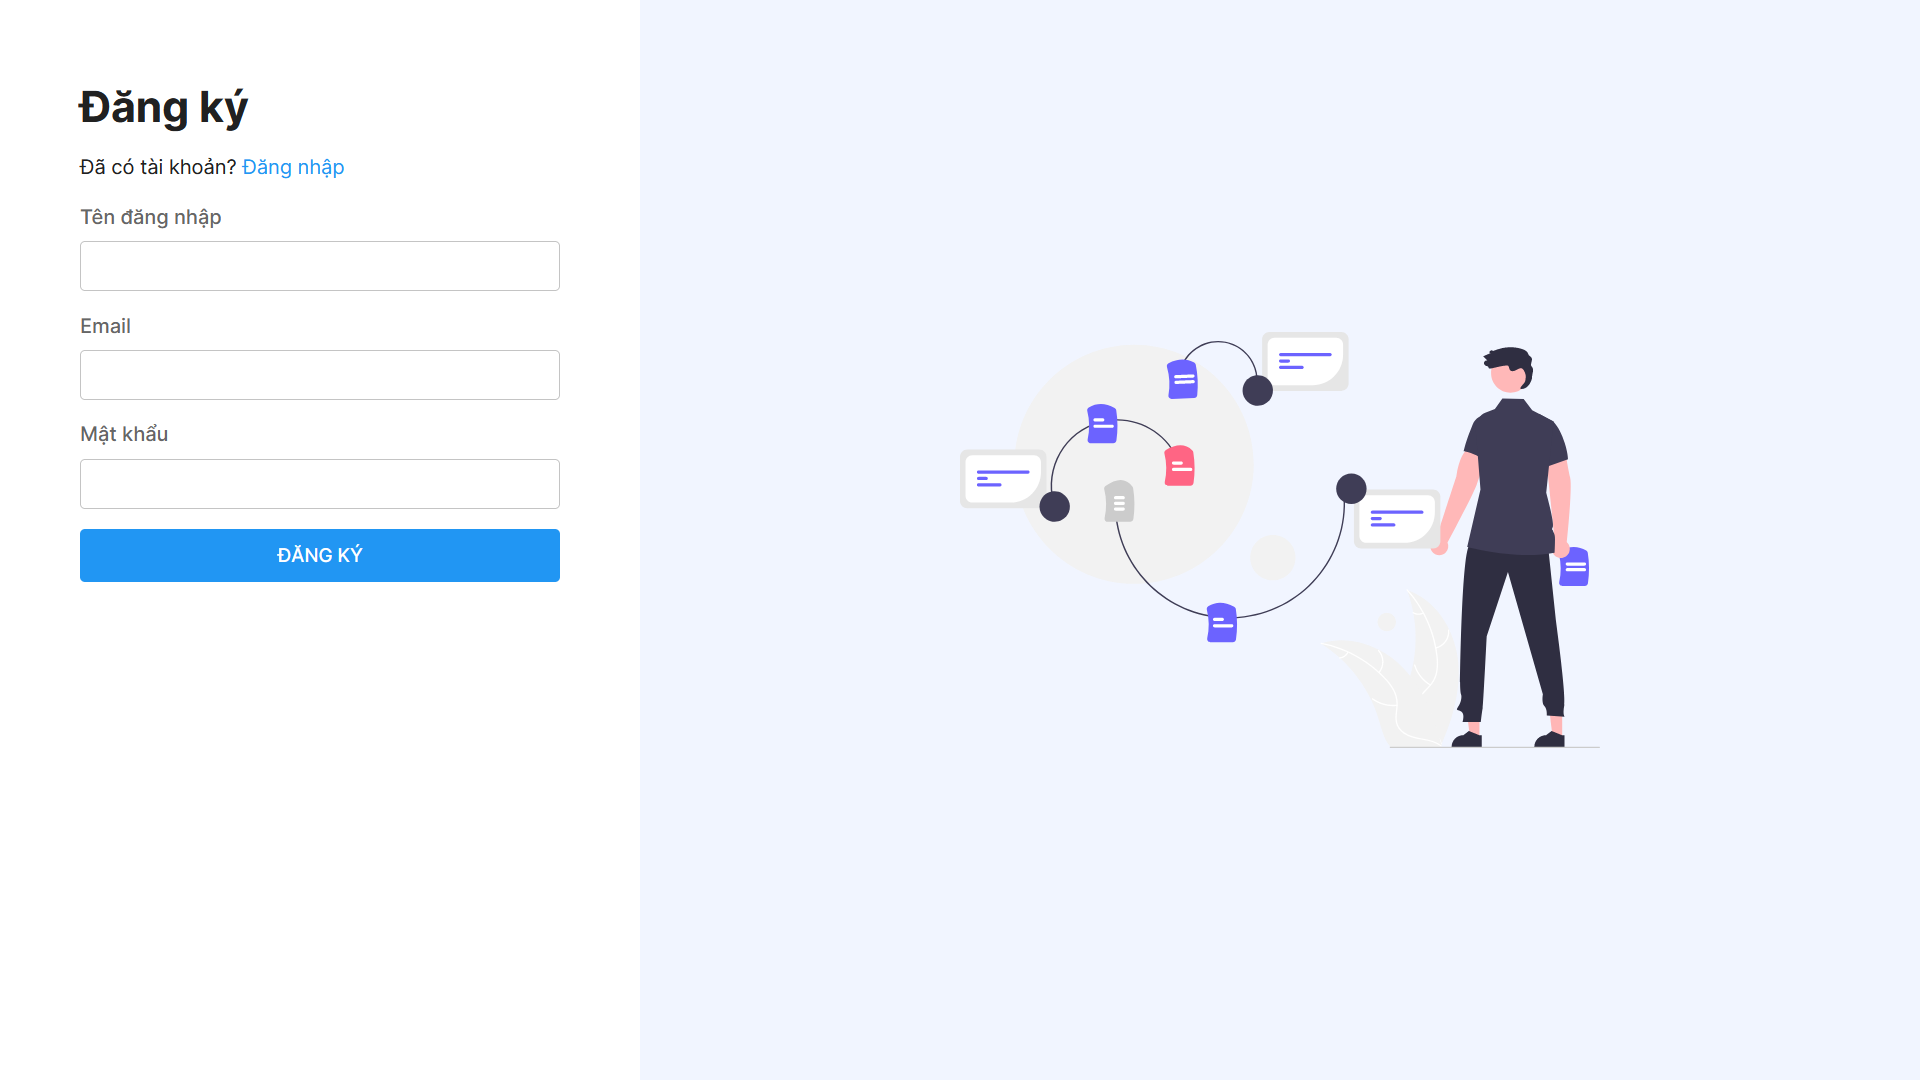 Đăng ký
Đã có tài khoản? Đăng nhập
Tên đăng nhập
Email
Mật khẩu
ĐĂNG KÝ